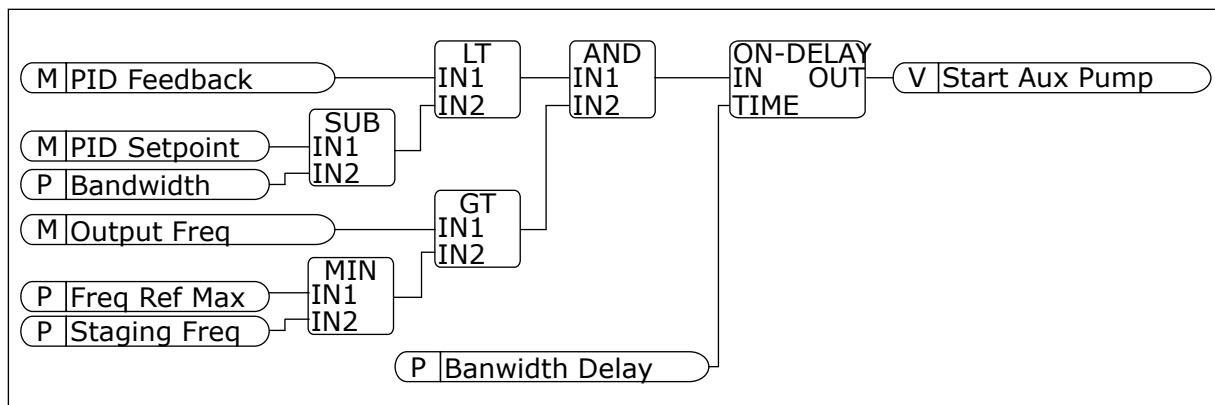 LT
AND
ON-DELAY
M PID Feedback
IN1
IN1
IN OUT
V Start Aux Pump
IN2
IN2
TIME
SUB
M PID Setpoint
IN1
P Bandwidth
IN2
GT
M Output Freq
IN1
IN2
MIN
P Freq Ref Max
IN1
P Staging Freq
IN2
P Banwidth Delay